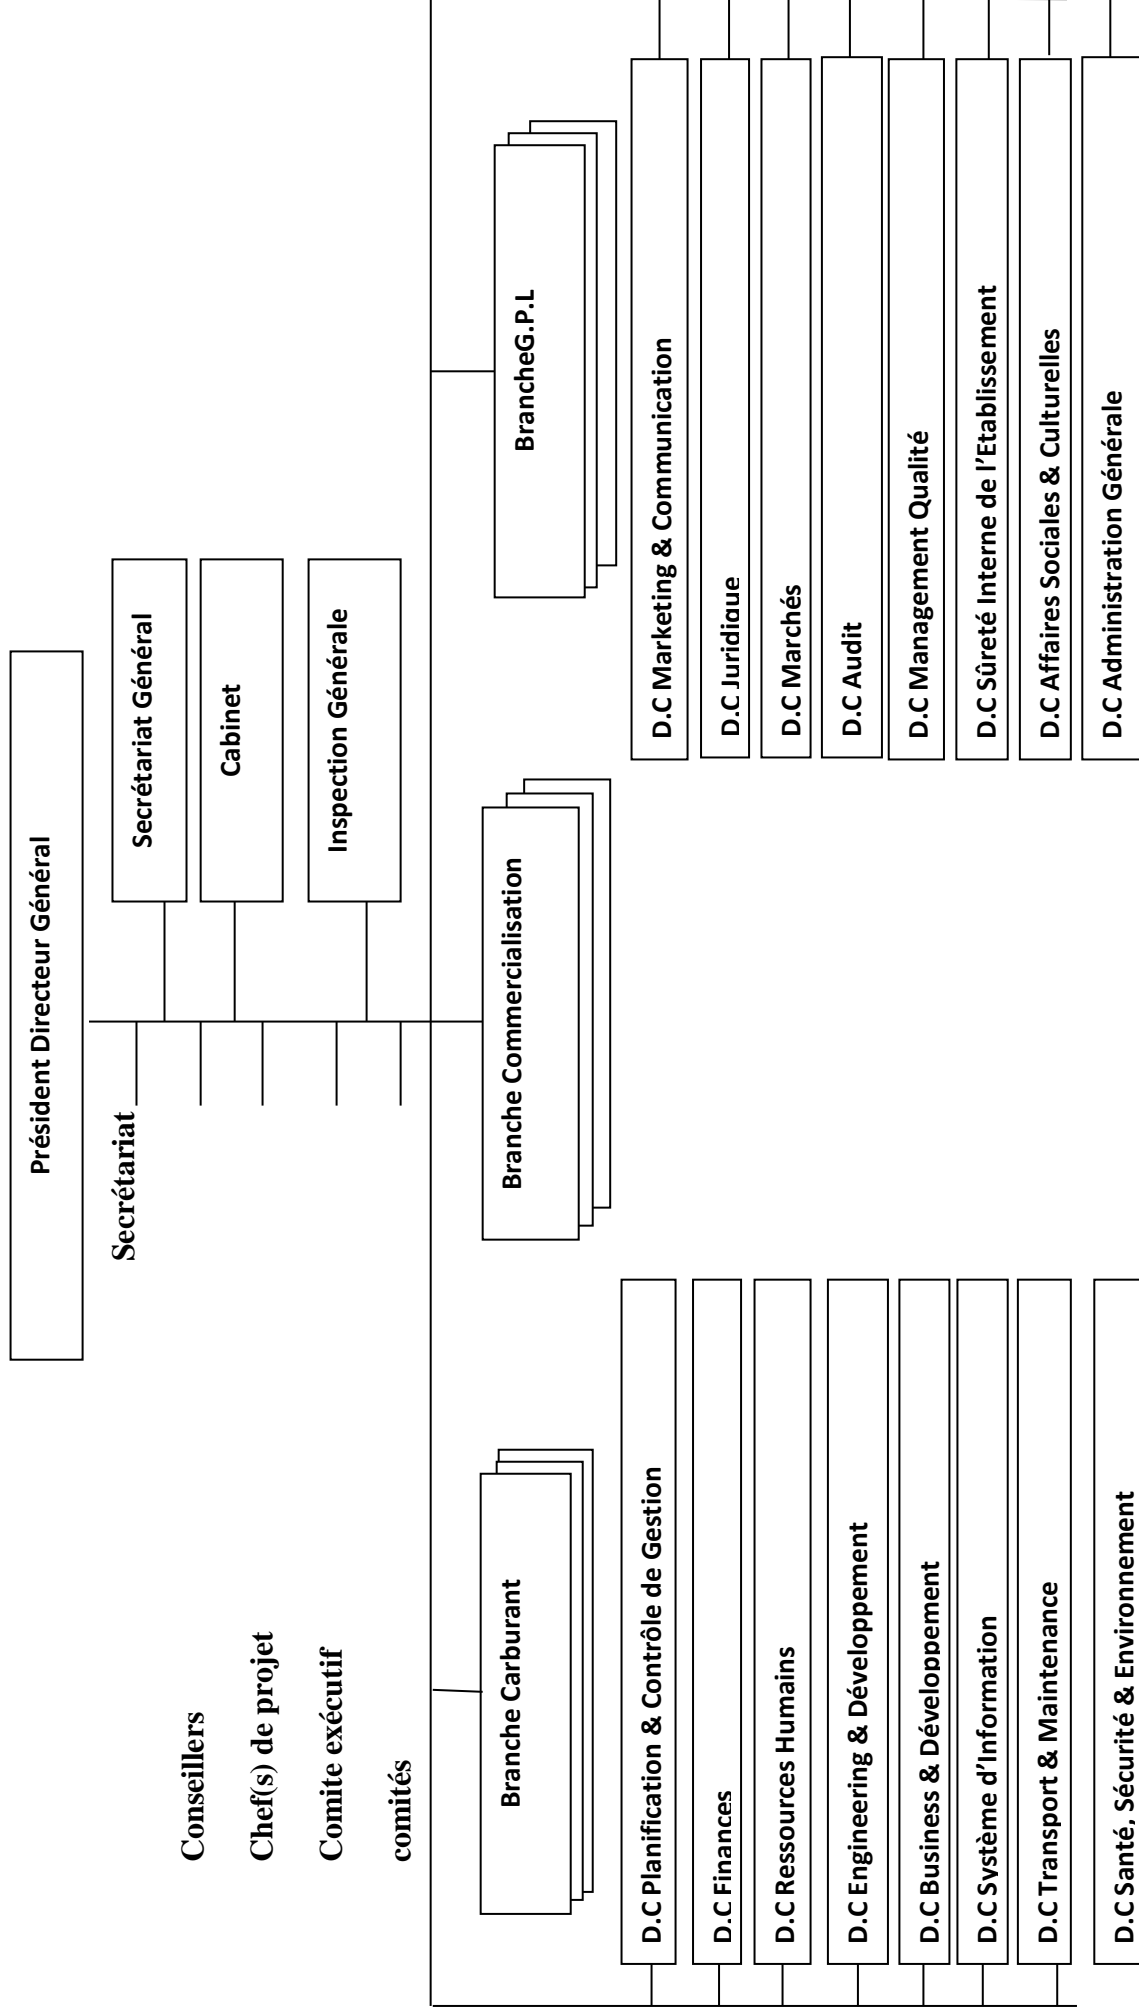 Président Directeur Général
Secrétariat
Secrétariat Général
Conseillers
Cabinet
Chef(s) de projet
Comite exécutif
Inspection Générale
comités
Branche Carburant
Branche Commercialisation
BrancheG.P.L
D.C Planification & Contrôle de Gestion
D.C Finances
D.C Ressources Humains
D.C Engineering & Développement
D.C Business & Développement
D.C Système d'Information
D.C Transport & Maintenance
D.C Santé, Sécurité & Environnement
D.C Marketing & Communication
D.C Juridique
D.C Marchés
D.C Audit
D.C Management Qualité
D.C Sûreté Interne de l'Etablissement
D.C Affaires Sociales & Culturelles
D.C Administration Générale